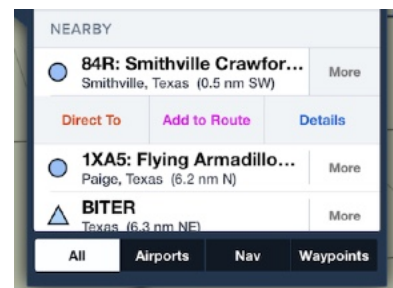 NEARBY
84R: Smithville Crawfor...
Smithville, Texas (0.5 nm SW)
More
Direct To
Add to Route
Details
1XA5: Flying Armadillo...
Paige, Texas (6.2 nm N)
More
BITER
Texas (6.3 nm NE)
More
All
Airports
Nav
Waypoints